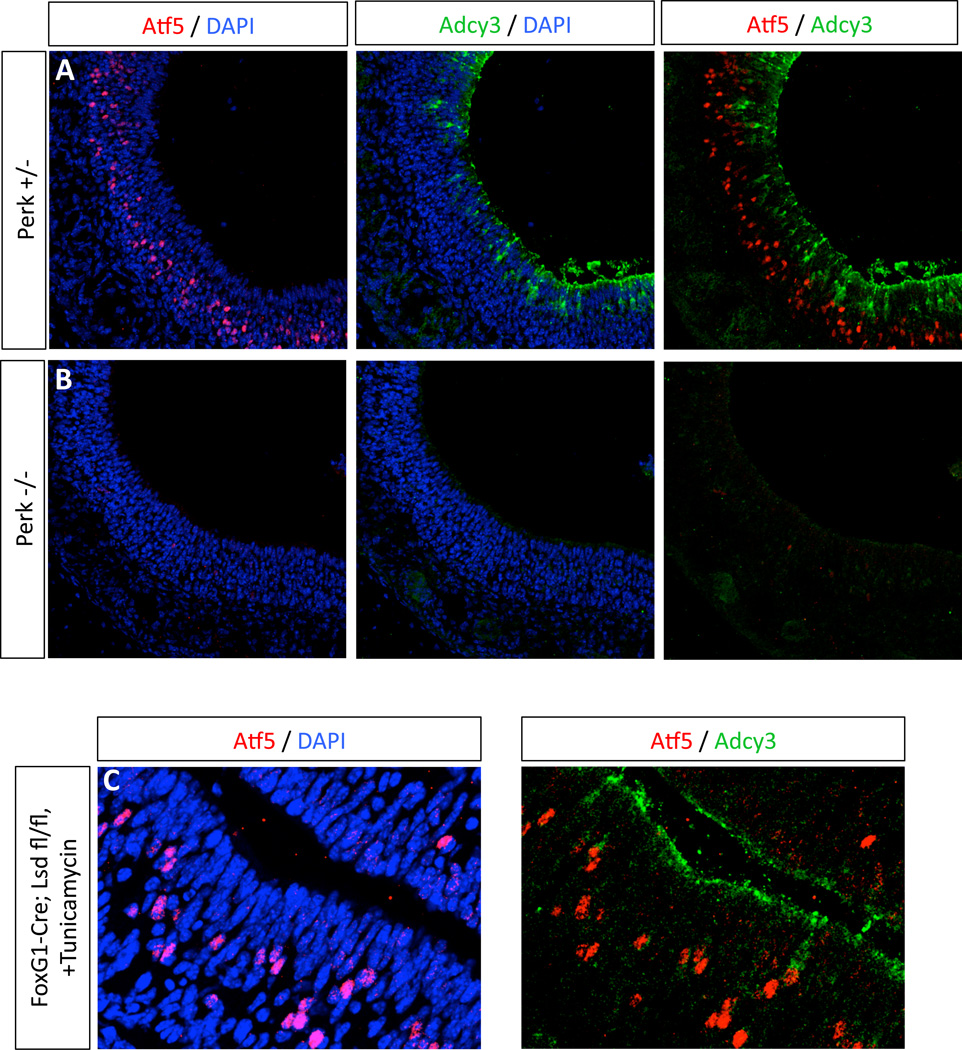 Atf5 / DAPI
Adcy3 / DAPI
Atf5 / Adcy3
A
Perk +/-
B
Perk -/-
Atf5 / DAPI
Atf5 / Adcy3
C
FoxG1-Cre; Lsd fl/fl,
+Tunicamycin